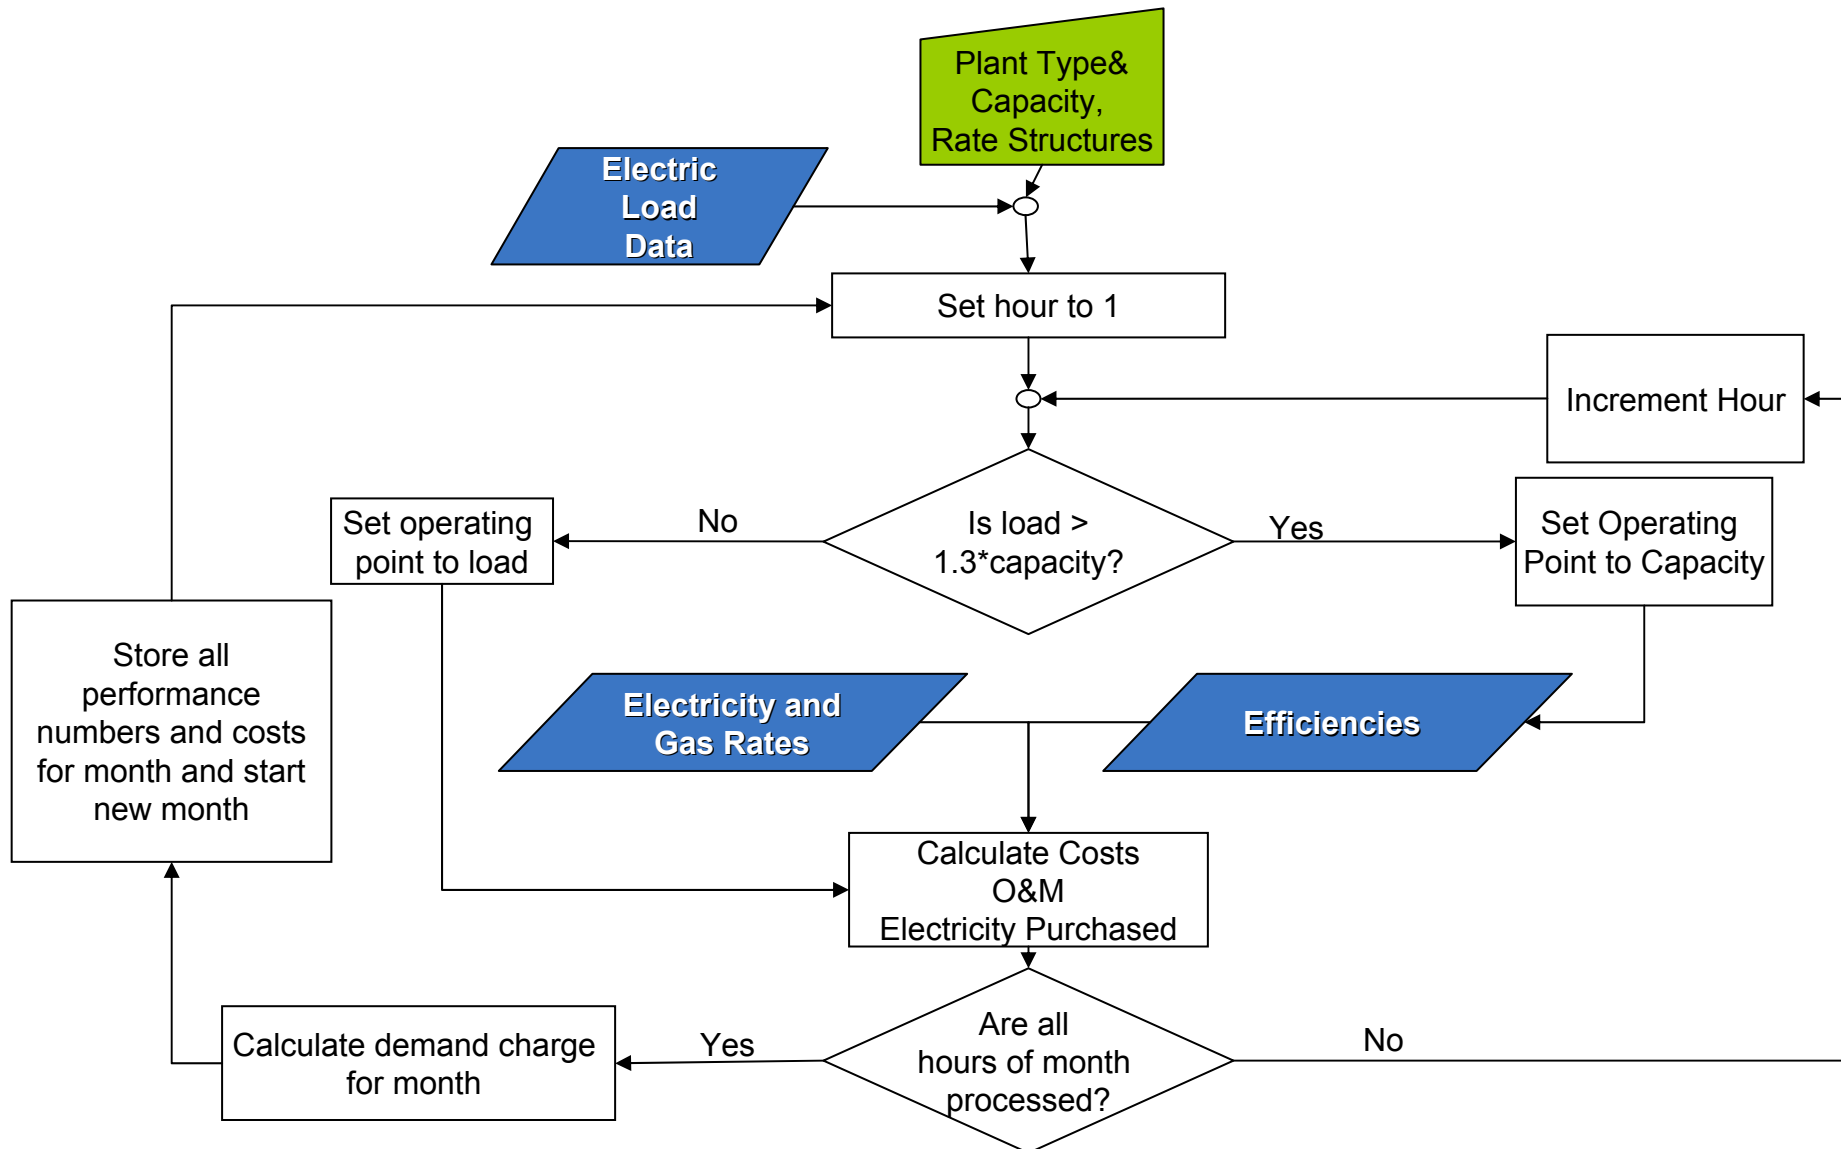 Plant Type&
Capacity,
Rate Structures
Electric
Load
Data
Set hour to 1
Increment Hour
Set operating
point to load
No
Is load >
1.3*capacity?
Yes
Set Operating
Point to Capacity
Store all
performance
numbers and costs
for month and start
new month
Electricity and
Gas Rates
Efficiencies
Calculate Costs
O&M
Electricity Purchased
Calculate demand charge
for month
Yes
Are all
hours of month
processed?
No